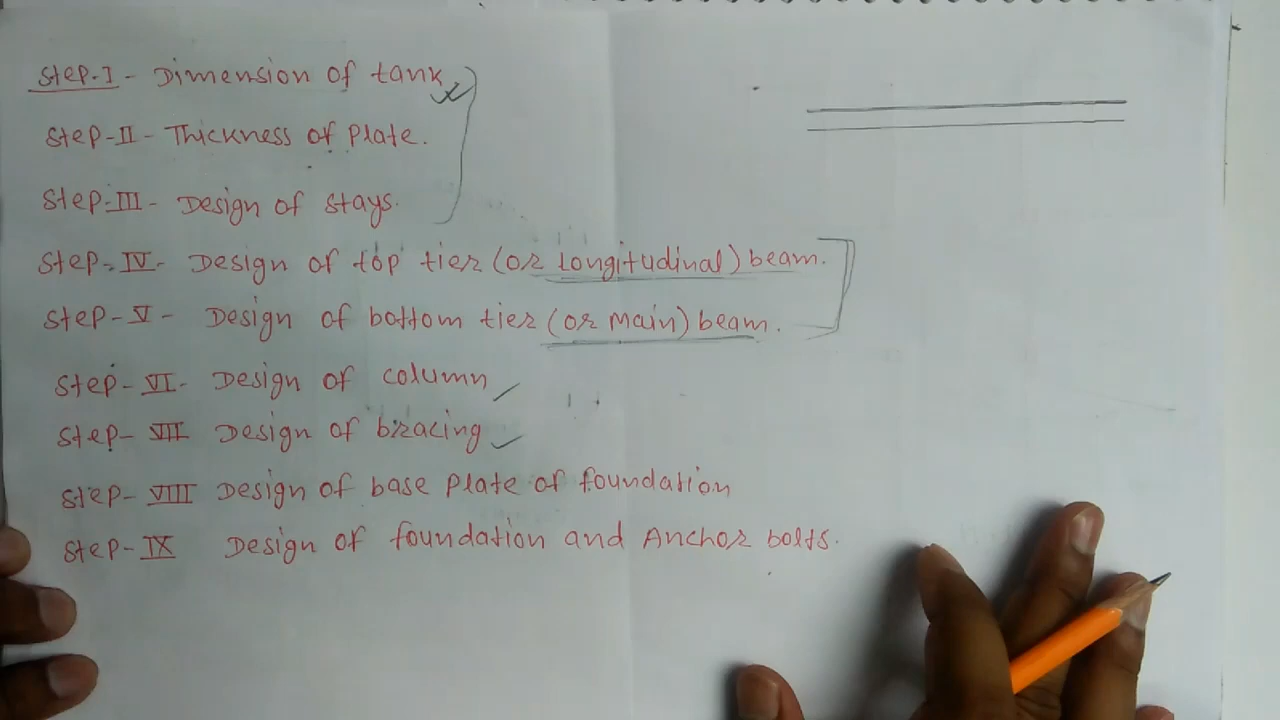 Step-I - Dimension of tank
Step-II - Thickness of Plate.
Step-III - Design of stays.
Step-IV- Design of top tier (or longitudinal) beam.
Step-V- Design of bottom tier (or main) beam.
Step-VI- Design of column
Step-VII Design of bracing
Step-VIII Design of base plate of foundation
Step-IX Design of foundation and Anchor bolts.